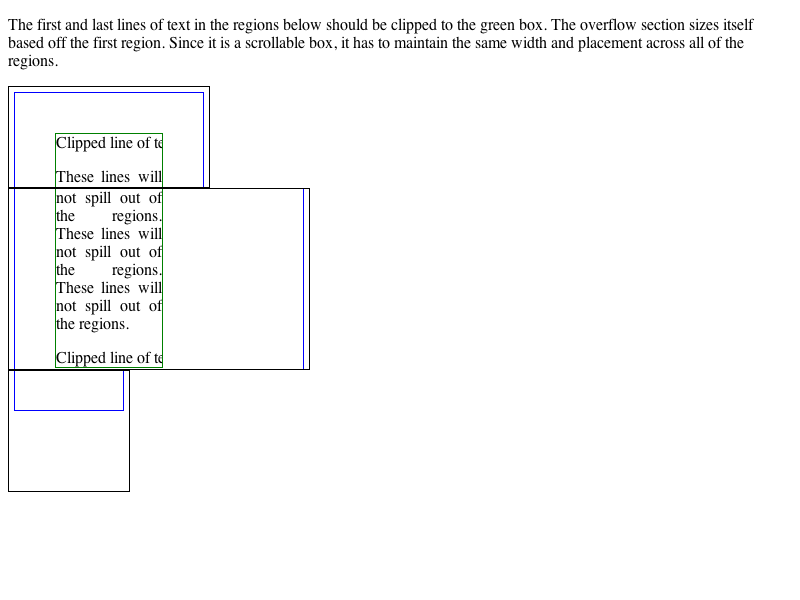 The first and last lines of text in the regions below should be clipped to the green box. The overflow section sizes itself
based off the first region. Since it is a scrollable box, it has to maintain the same width and placement across all of the
regions.
Clipped line of te
These lines will
not spill out of
the regions.
These lines will
not spill out of
the regions.
These lines will
not spill out of
the regions.
Clipped line of te